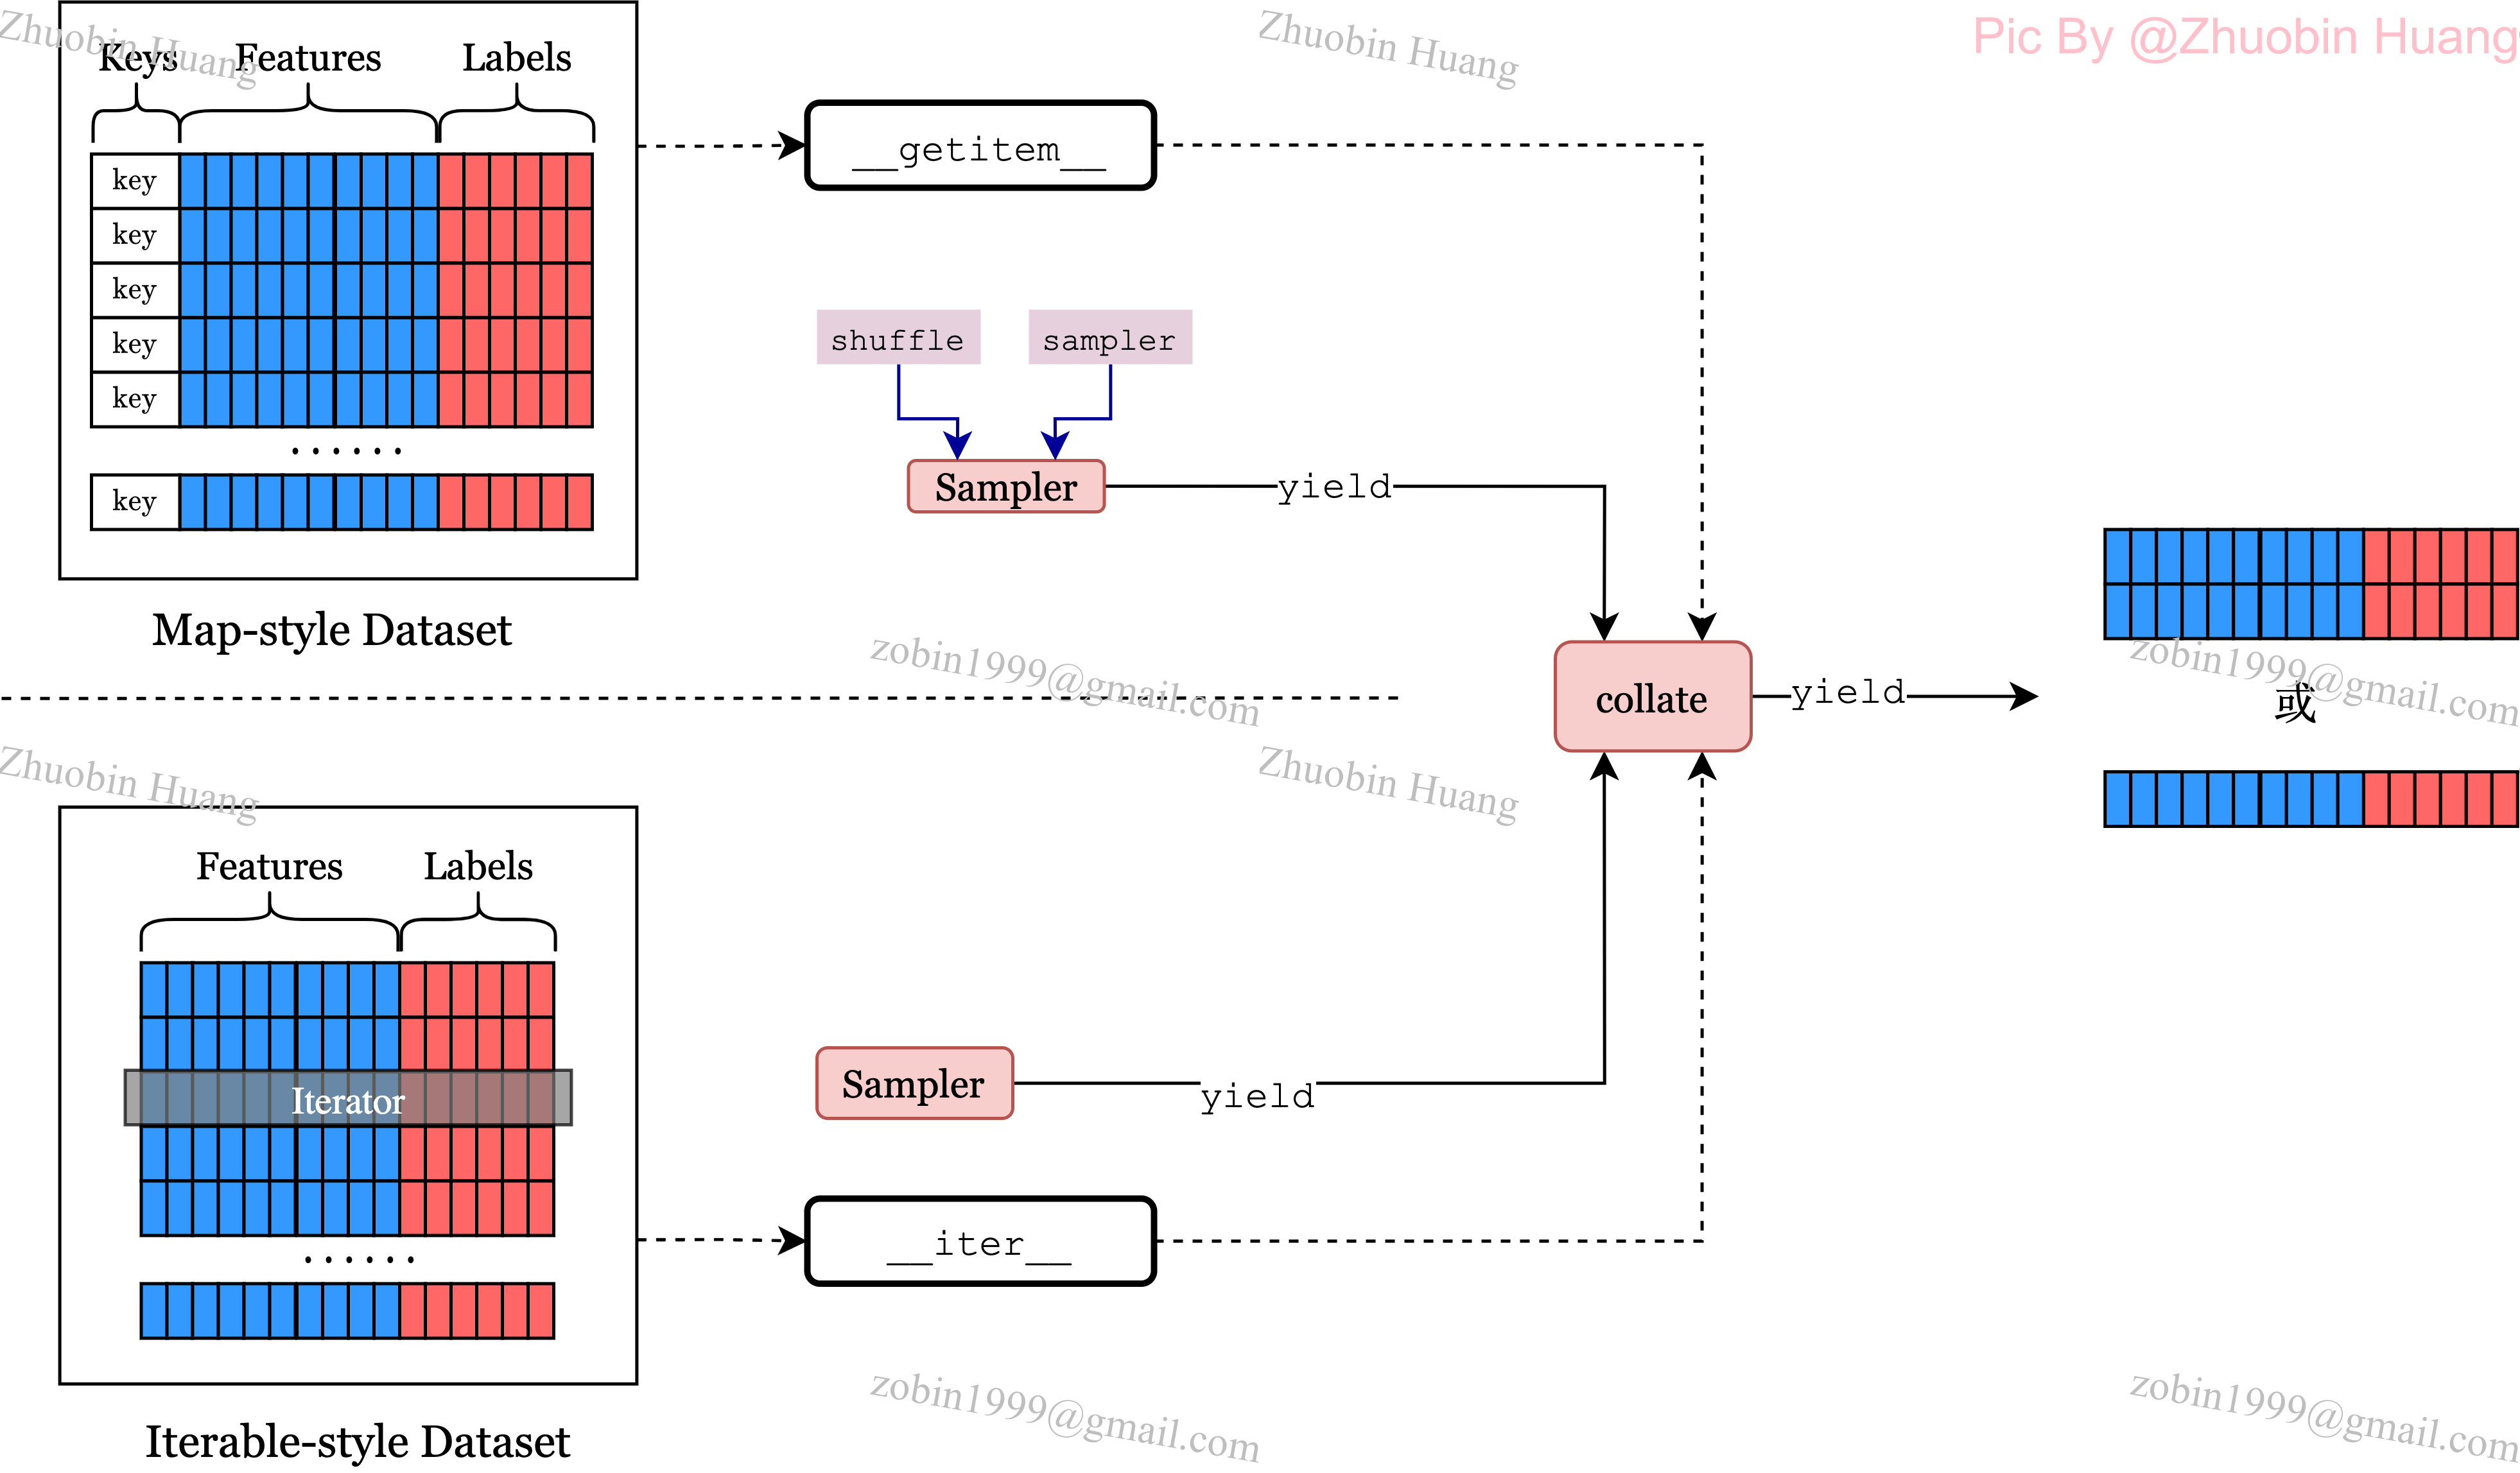 Pic By @Zhuobin Huang
Zhuobin Huang
Zhuobin Huang
Keys Features Labels
key
key
key
key
key
......
key
Map-style Dataset
__getitem__
shuffle sampler
Sampler
yield
zobin1999@gmail.com
collate
yield
zobin1999@gmail.com
或
Zhuobin Huang
Zhuobin Huang
Features Labels
Iterator
......
Iterable-style Dataset
Sampler
yield
__iter__
zobin1999@gmail.com
zobin1999@gmail.com